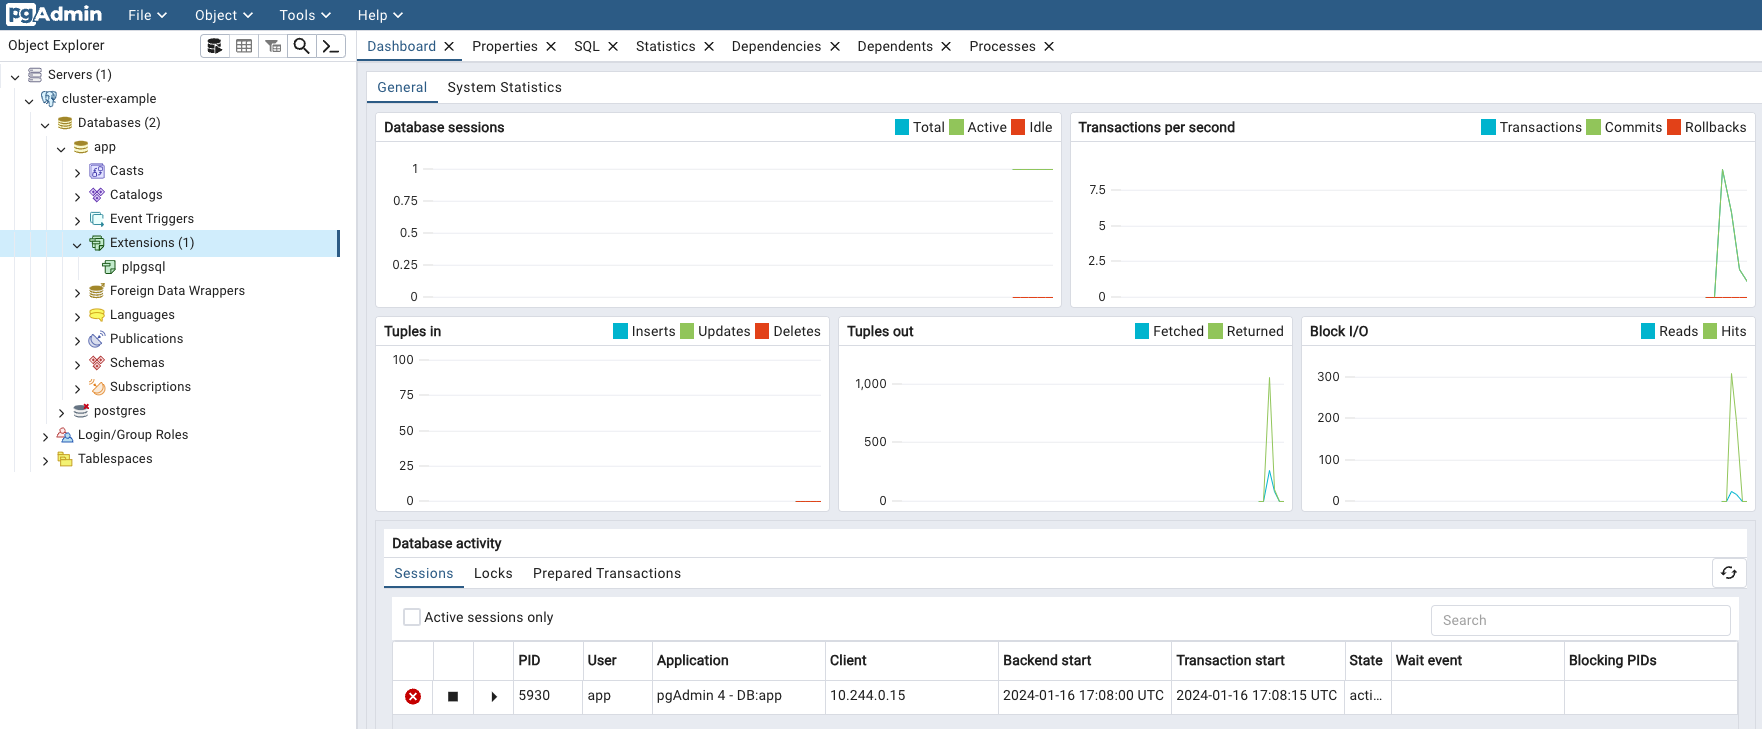 pgAdmin File Object Tools Help
Object Explorer
Servers (1)
cluster-example
Databases (2)
app
Casts
Catalogs
Event Triggers
Extensions (1)
plpgsql
Foreign Data Wrappers
Languages
Publications
Schemas
Subscriptions
postgres
Login/Group Roles
Tablespaces
Dashboard Properties SQL Statistics Dependencies Dependents Processes
General System Statistics
Database sessions Total Active Idle
1
0.75
0.5
0.25
0
Transactions per second Transactions Commits Rollbacks
7.5
5
2.5
0
Tuples in Inserts Updates Deletes
100
75
50
25
0
Tuples out Fetched Returned
1,000
500
0
Block I/O Reads Hits
300
200
100
0
Database activity
Sessions Locks Prepared Transactions
Active sessions only Search
PID User Application Client Backend start Transaction start State Wait event Blocking PIDs
5930 app pgAdmin 4 - DB:app 10.244.0.15 2024-01-16 17:08:00 UTC 2024-01-16 17:08:15 UTC acti...